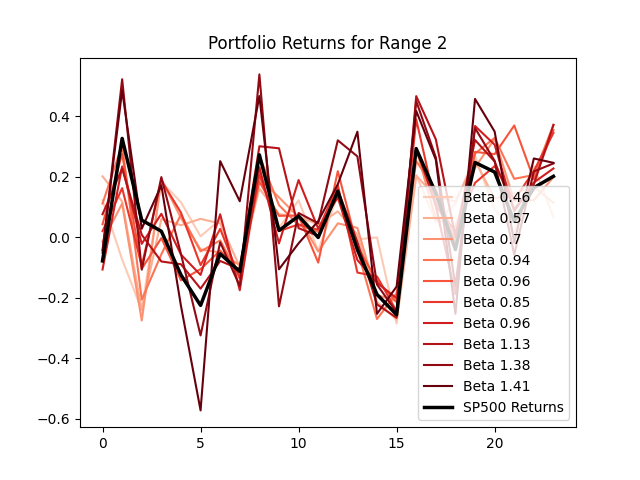 Portfolio Returns for Range 2
0.4
0.2
0.0
−0.2
−0.4
−0.6
0
5
10
15
20
Beta 0.46
Beta 0.57
Beta 0.7
Beta 0.94
Beta 0.96
Beta 0.85
Beta 0.96
Beta 1.13
Beta 1.38
Beta 1.41
SP500 Returns